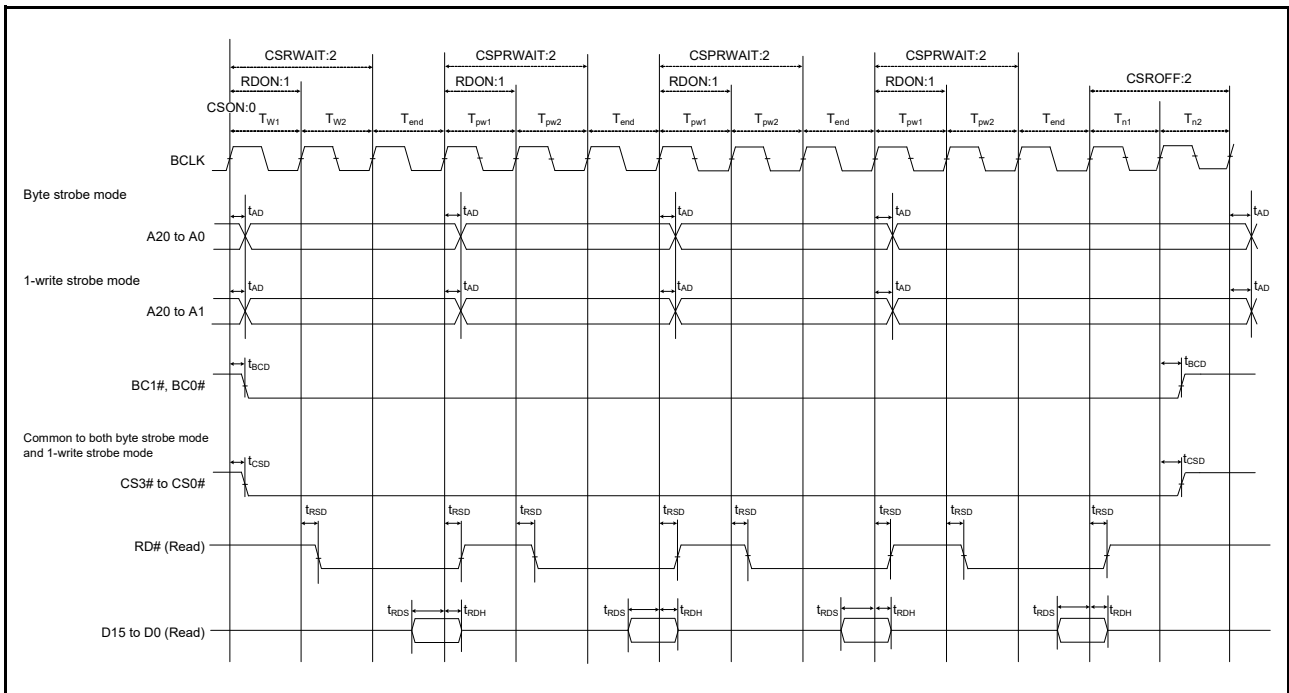 CSRWAIT:2 CSPRWAIT:2 CSPRWAIT:2 CSPRWAIT:2
RDON:1 RDON:1 RDON:1 RDON:1 CSROFF:2
CSON:0
TW1 TW2 Tend Tpw1 Tpw2 Tend Tpw1 Tpw2 Tend Tpw1 Tpw2 Tend Tn1 Tn2
BCLK
Byte strobe mode
tAD tAD tAD tAD tAD
A20 to A0
1-write strobe mode
tAD tAD tAD tAD tAD
A20 to A1
tBCD tBCD
BC1#, BC0#
Common to both byte strobe mode
and 1-write strobe mode
tCSD tCSD
CS3# to CS0#
tRSD tRSD tRSD tRSD tRSD tRSD tRSD tRSD
RD# (Read)
tRDS tRDH tRDS tRDH tRDS tRDH tRDS tRDH
D15 to D0 (Read)